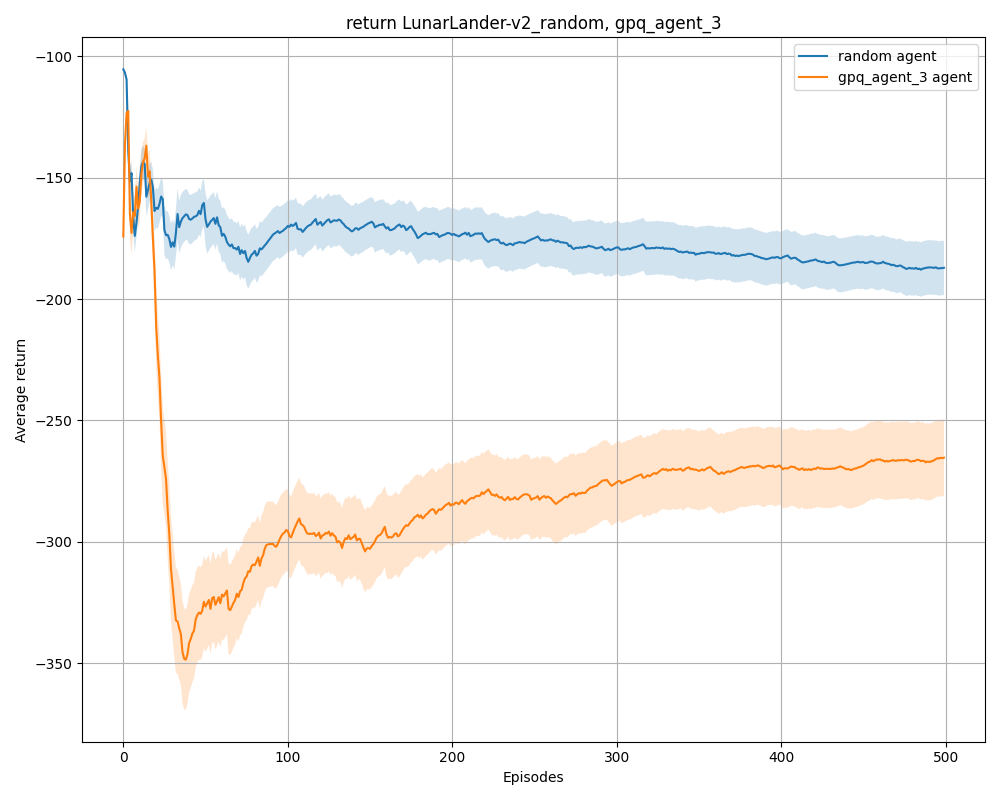 return LunarLander-v2_random, gpq_agent_3
random agent
gpq_agent_3 agent
Average return
−100
−150
−200
−250
−300
−350
0
100
200
300
400
500
Episodes